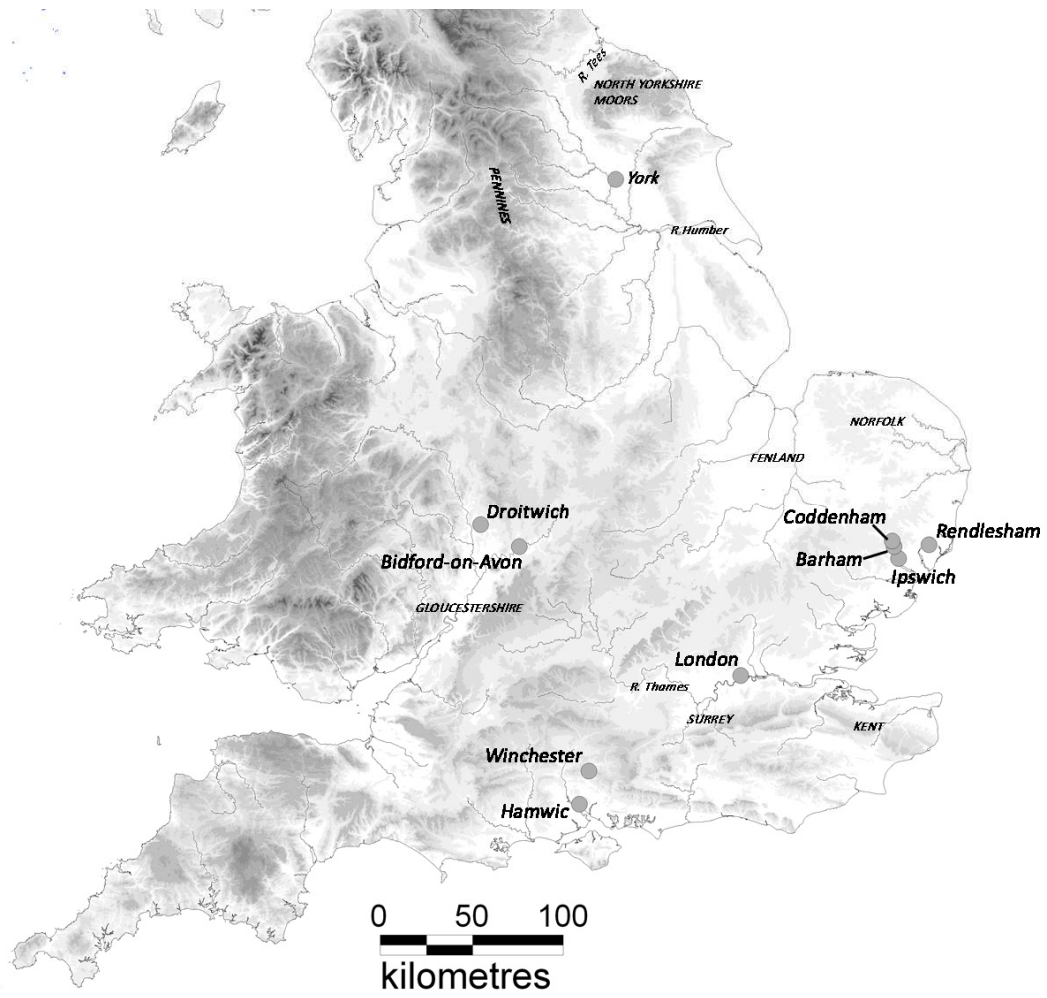 R. Tees
NORTH YORKSHIRE
MOORS
PENNINES
York
R.Humber
NORFOLK
FENLAND
Droitwich
Coddenham
Rendlesham
Bidford-on-Avon
Barham
Ipswich
GLOUCESTERSHIRE
London
R. Thames
SURREY
KENT
Winchester
Hamwic
0 50 100
kilometres